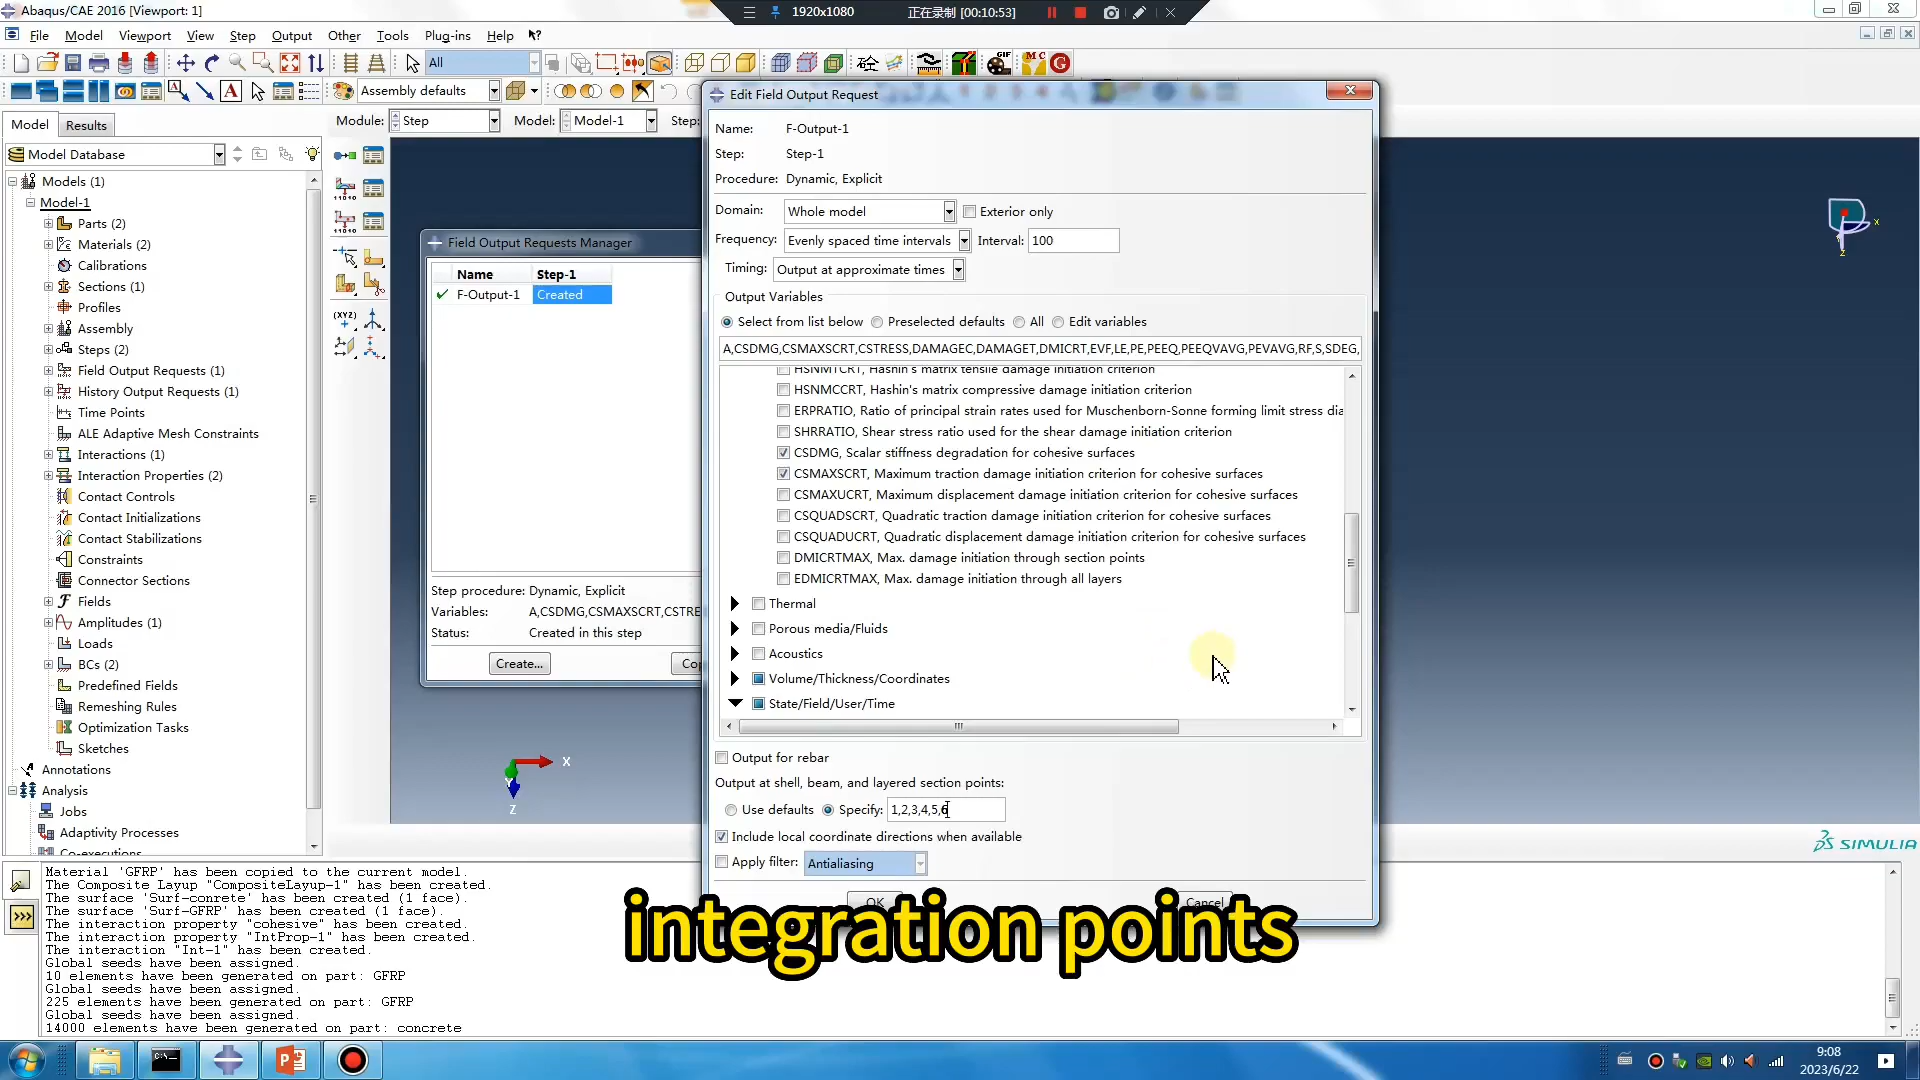 Abaqus/CAE 2016 [Viewport: 1]
1920x1080 正在录制 [00:10:53]
File Model Viewport View Step Output Other Tools Plug-ins Help
All
Assembly defaults
Model Results
Module: Step Model: Model-1 Step:
Model Database
Models (1)
Model-1
Parts (2)
Materials (2)
Calibrations
Sections (1)
Profiles
Assembly
Steps (2)
Field Output Requests (1)
History Output Requests (1)
Time Points
ALE Adaptive Mesh Constraints
Interactions (1)
Interaction Properties (2)
Contact Controls
Contact Initializations
Contact Stabilizations
Constraints
Connector Sections
Fields
Amplitudes (1)
Loads
BCs (2)
Predefined Fields
Remeshing Rules
Optimization Tasks
Sketches
Annotations
Analysis
Jobs
Adaptivity Processes
Co-executions
Field Output Requests Manager
Name Step-1
F-Output-1 Created
Step procedure: Dynamic, Explicit
Variables: A,CSDMG,CSMAXSCRT,CSTRE
Status: Created in this step
Create... Cop
Edit Field Output Request
Name: F-Output-1
Step: Step-1
Procedure: Dynamic, Explicit
Domain: Whole model Exterior only
Frequency: Evenly spaced time intervals Interval: 100
Timing: Output at approximate times
Output Variables
Select from list below Preselected defaults All Edit variables
A,CSDMG,CSMAXSCRT,CSTRESS,DAMAGEC,DAMAGET,DMICRT,EVF,LE,PE,PEEQ,PEEQVAVG,PEVAVG,RF,S,SDEG,
HSNMTCRT, Hashin's matrix tensile damage initiation criterion
HSNMCCRT, Hashin's matrix compressive damage initiation criterion
ERPRATIO, Ratio of principal strain rates used for Muschenborn-Sonne forming limit stress dia
SHRRATIO, Shear stress ratio used for the shear damage initiation criterion
CSDMG, Scalar stiffness degradation for cohesive surfaces
CSMAXSCRT, Maximum traction damage initiation criterion for cohesive surfaces
CSMAXUCRT, Maximum displacement damage initiation criterion for cohesive surfaces
CSQUADSCRT, Quadratic traction damage initiation criterion for cohesive surfaces
CSQUADUCRT, Quadratic displacement damage initiation criterion for cohesive surfaces
DMICRTMAX, Max. damage initiation through section points
EDMICRTMAX, Max. damage initiation through all layers
Thermal
Porous media/Fluids
Acoustics
Volume/Thickness/Coordinates
State/Field/User/Time
Output for rebar
Output at shell, beam, and layered section points:
Use defaults Specify: 1,2,3,4,5,6
Include local coordinate directions when available
Apply filter: Antialiasing
OK Cancel
X
Y
Z
SIMULIA
Material 'GFRP' has been copied to the current model.
The Composite Layup "CompositeLayup-1" has been created.
The surface 'Surf-conrete' has been created (1 face).
The surface 'Surf-GFRP' has been created (1 face).
The interaction property "cohesive" has been created.
The interaction property "IntProp-1" has been created.
The interaction "Int-1" has been created.
Global seeds have been assigned.
10 elements have been generated on part: GFRP
Global seeds have been assigned.
225 elements have been generated on part: GFRP
Global seeds have been assigned.
14000 elements have been generated on part: concrete
integration points
9:08
2023/6/22